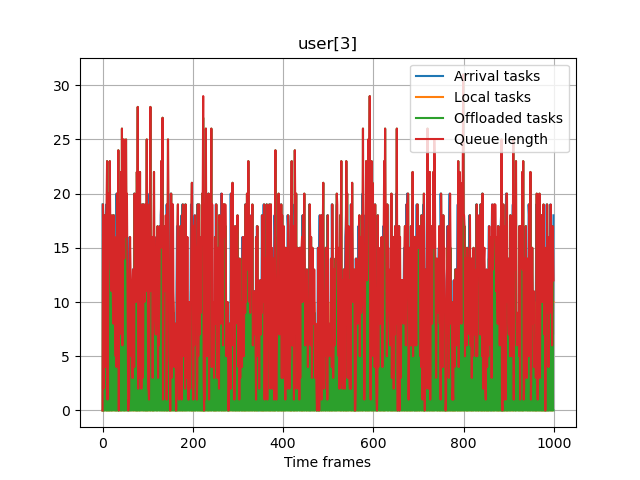 user[3]
Arrival tasks
Local tasks
Offloaded tasks
Queue length
30
25
20
15
10
5
0
0 200 400 600 800 1000
Time frames